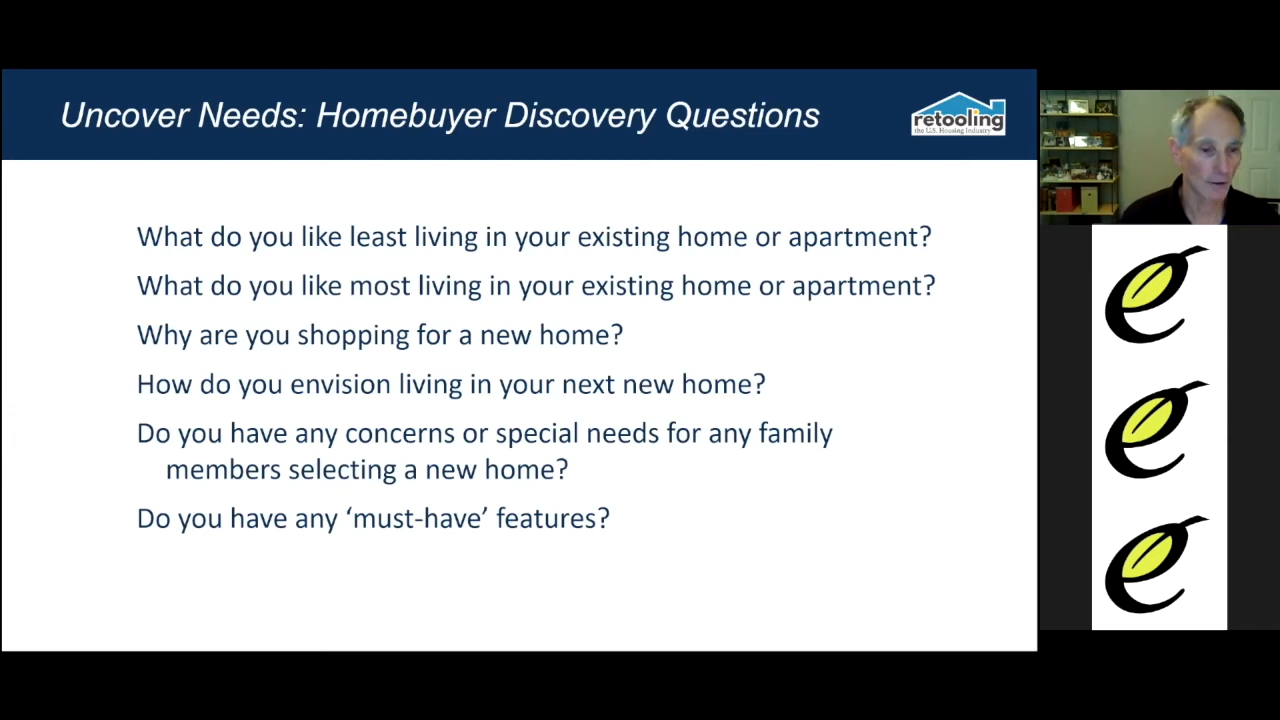 Uncover Needs: Homebuyer Discovery Questions
retooling
the U.S. Housing Industry
What do you like least living in your existing home or apartment?
What do you like most living in your existing home or apartment?
Why are you shopping for a new home?
How do you envision living in your next new home?
Do you have any concerns or special needs for any family
members selecting a new home?
Do you have any ‘must-have’ features?
e
e
e